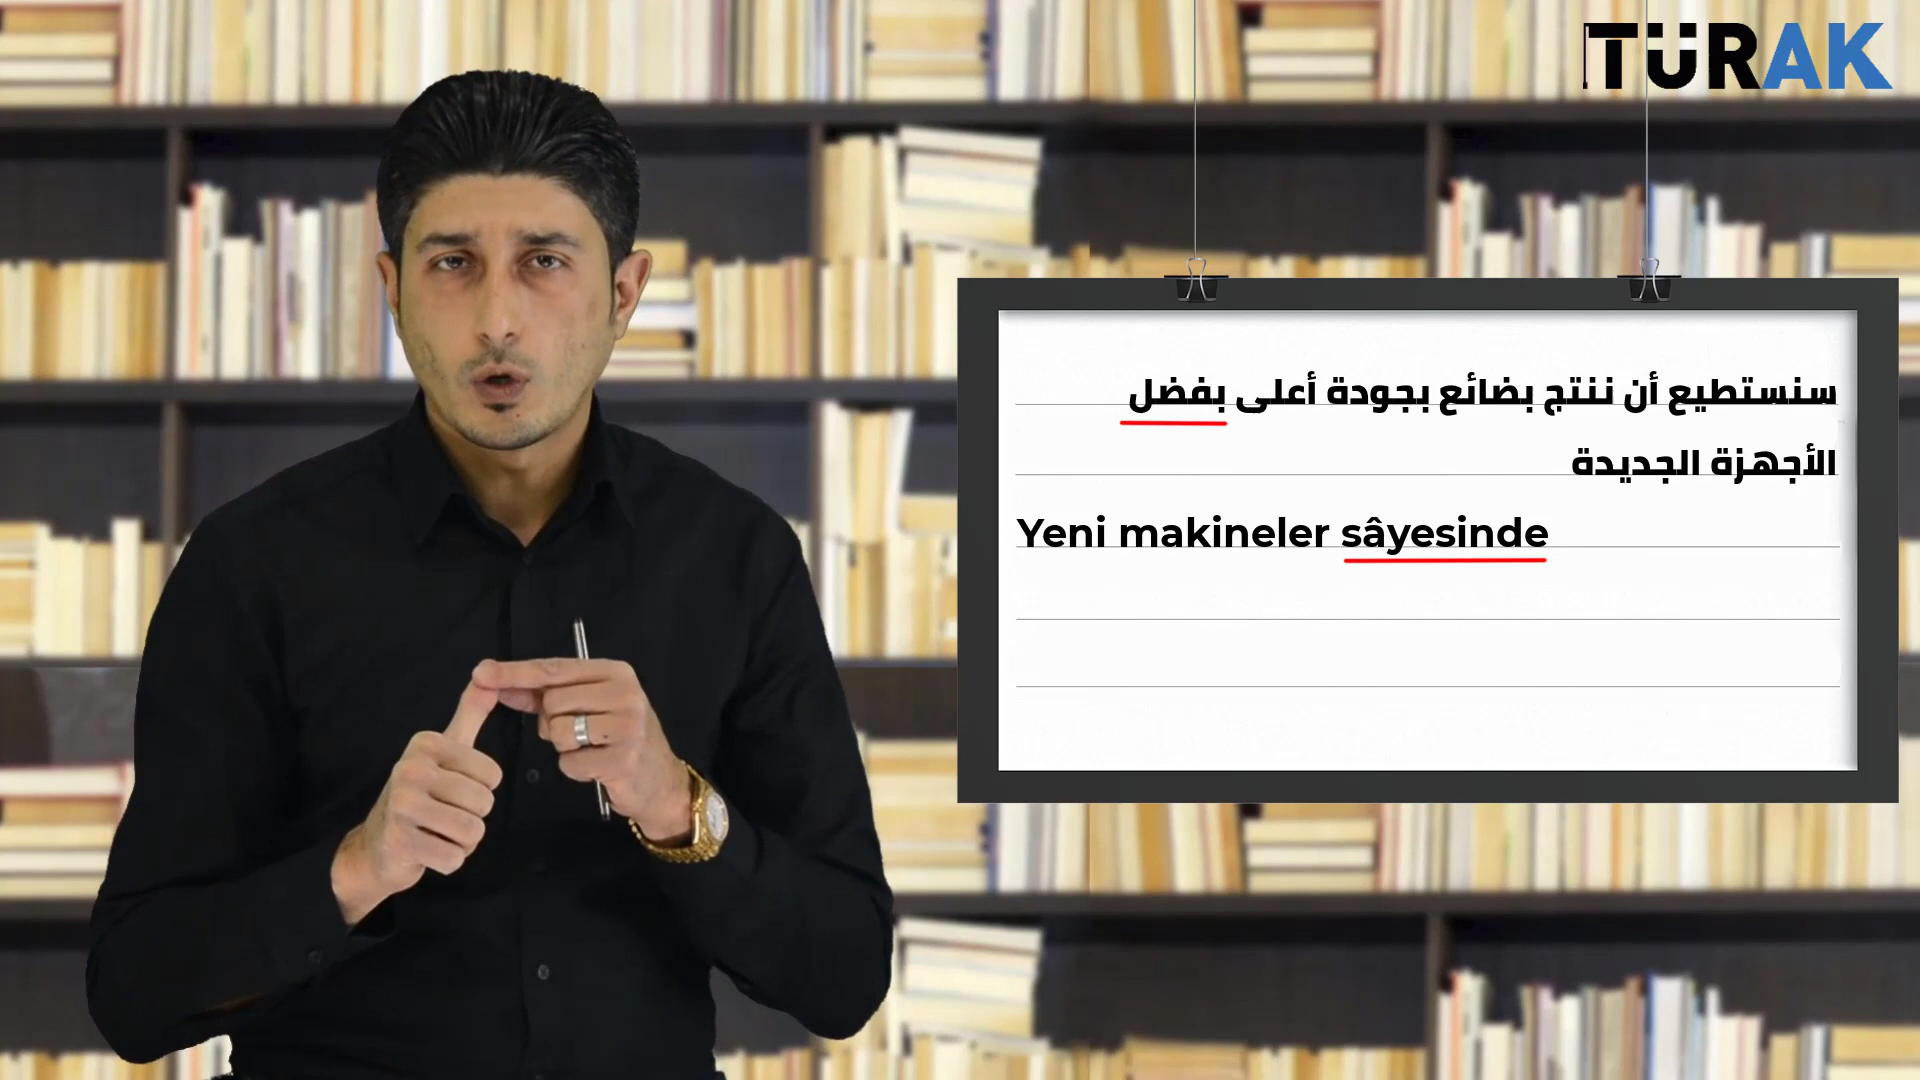 TÜRAK
سنستطيع أن ننتج بضائع بجودة أعلى بفضل
الأجهزة الجديدة
Yeni makineler sâyesinde